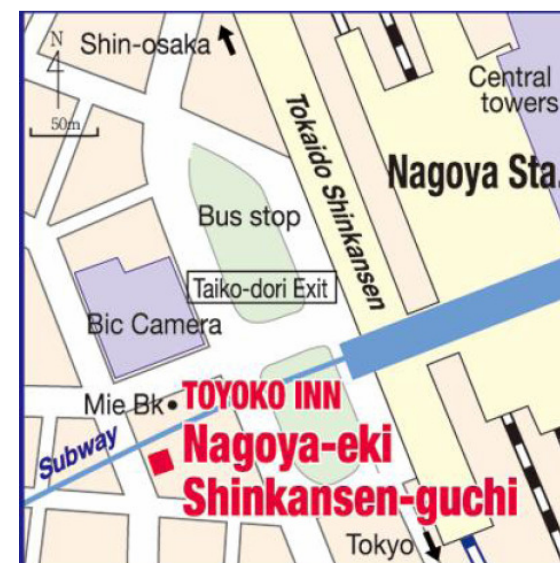 N
Shin-osaka
50m
Central
towers
Tokaido Shinkansen
Nagoya Sta.
Bus stop
Taiko-dori Exit
Bic Camera
Mie Bk
TOYOKO INN
Nagoya-eki
Shinkansen-guchi
Subway
Tokyo